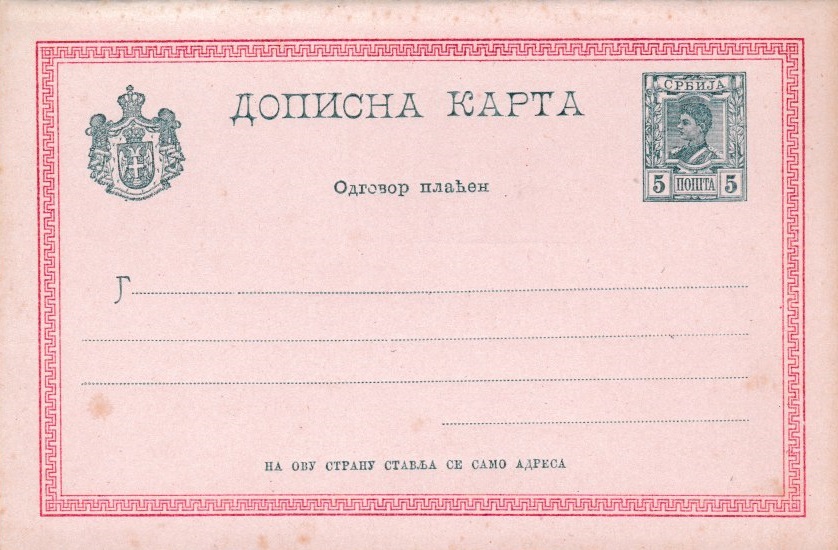 ДОПИСНА КАРТА
СРБИЈА
5 ПОШТА 5
Одговор плаћен
Г
НА ОВУ СТРАНУ СТАВЉА СЕ САМО АДРЕСА